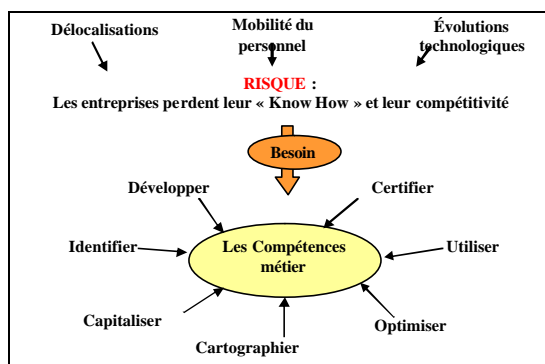 Délocalisations
Mobilité du
personnel
Évolutions
technologiques
RISQUE :
Les entreprises perdent leur « Know How » et leur compétitivité
Besoin
Développer
Certifier
Identifier
Les Compétences
métier
Utiliser
Capitaliser
Optimiser
Cartographier